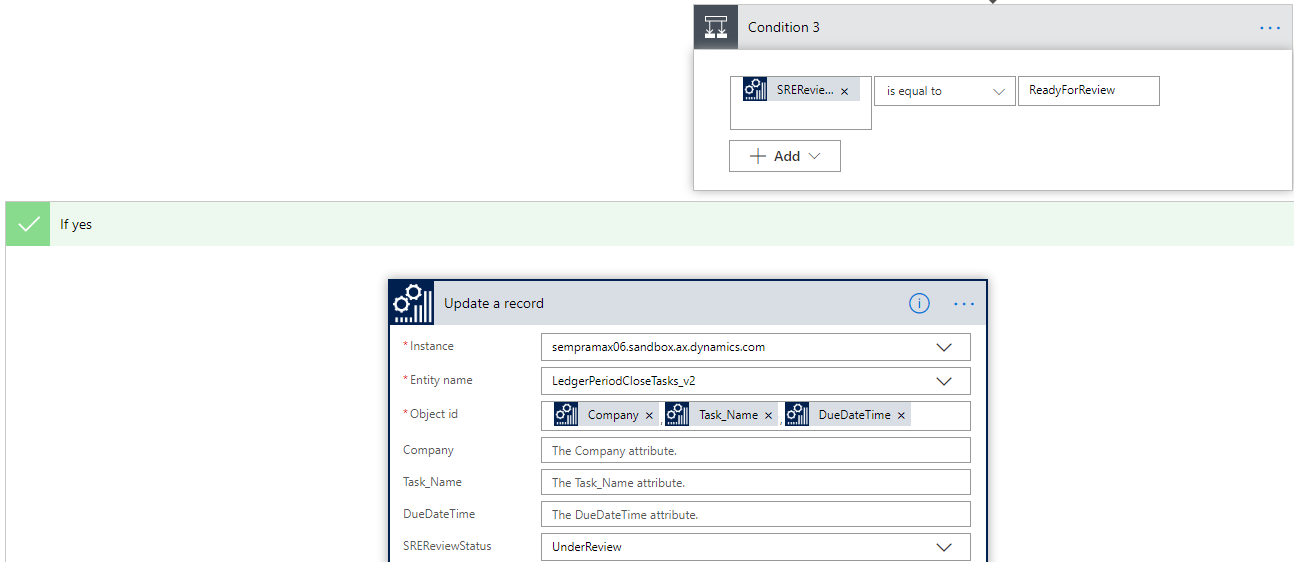 Condition 3
SRERevie... ×
is equal to
ReadyForReview
Add
If yes
Update a record
* Instance
sempramax06.sandbox.ax.dynamics.com
* Entity name
LedgerPeriodCloseTasks_v2
* Object id
Company × , Task_Name × , DueDateTime ×
Company
The Company attribute.
Task_Name
The Task_Name attribute.
DueDateTime
The DueDateTime attribute.
SREReviewStatus
UnderReview